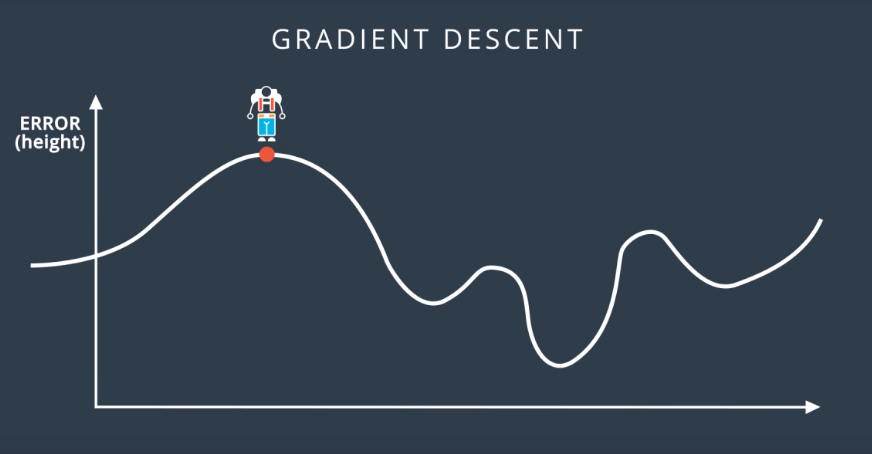 GRADIENT DESCENT
ERROR
(height)